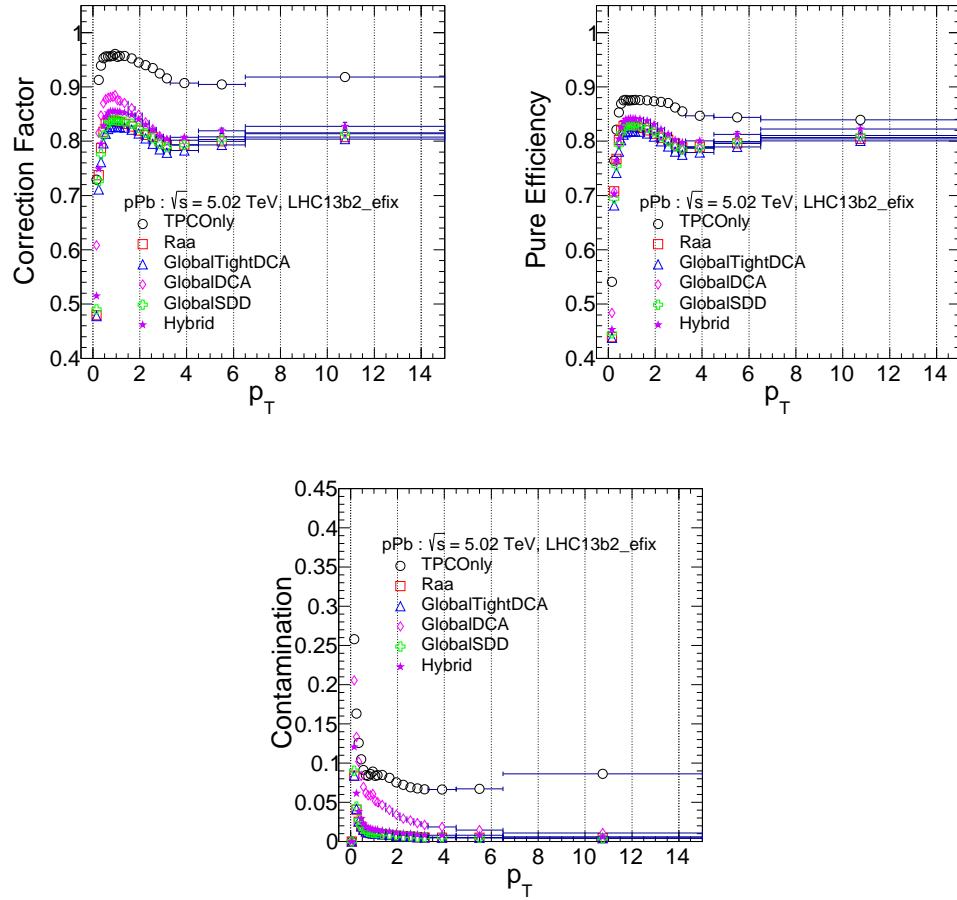 1
0.9
0.8
0.7
0.6
0.5
0.4
Correction Factor
pPb : √s = 5.02 TeV, LHC13b2_efix
TPCOnly
Raa
GlobalTightDCA
GlobalDCA
GlobalSDD
Hybrid
0 2 4 6 8 10 12 14
p_T
1
0.9
0.8
0.7
0.6
0.5
0.4
Pure Efficiency
pPb : √s = 5.02 TeV, LHC13b2_efix
TPCOnly
Raa
GlobalTightDCA
GlobalDCA
GlobalSDD
Hybrid
0 2 4 6 8 10 12 14
p_T
0.45
0.4
0.35
0.3
0.25
0.2
0.15
0.1
0.05
0
Contamination
pPb : √s = 5.02 TeV, LHC13b2_efix
TPCOnly
Raa
GlobalTightDCA
GlobalDCA
GlobalSDD
Hybrid
0 2 4 6 8 10 12 14
p_T